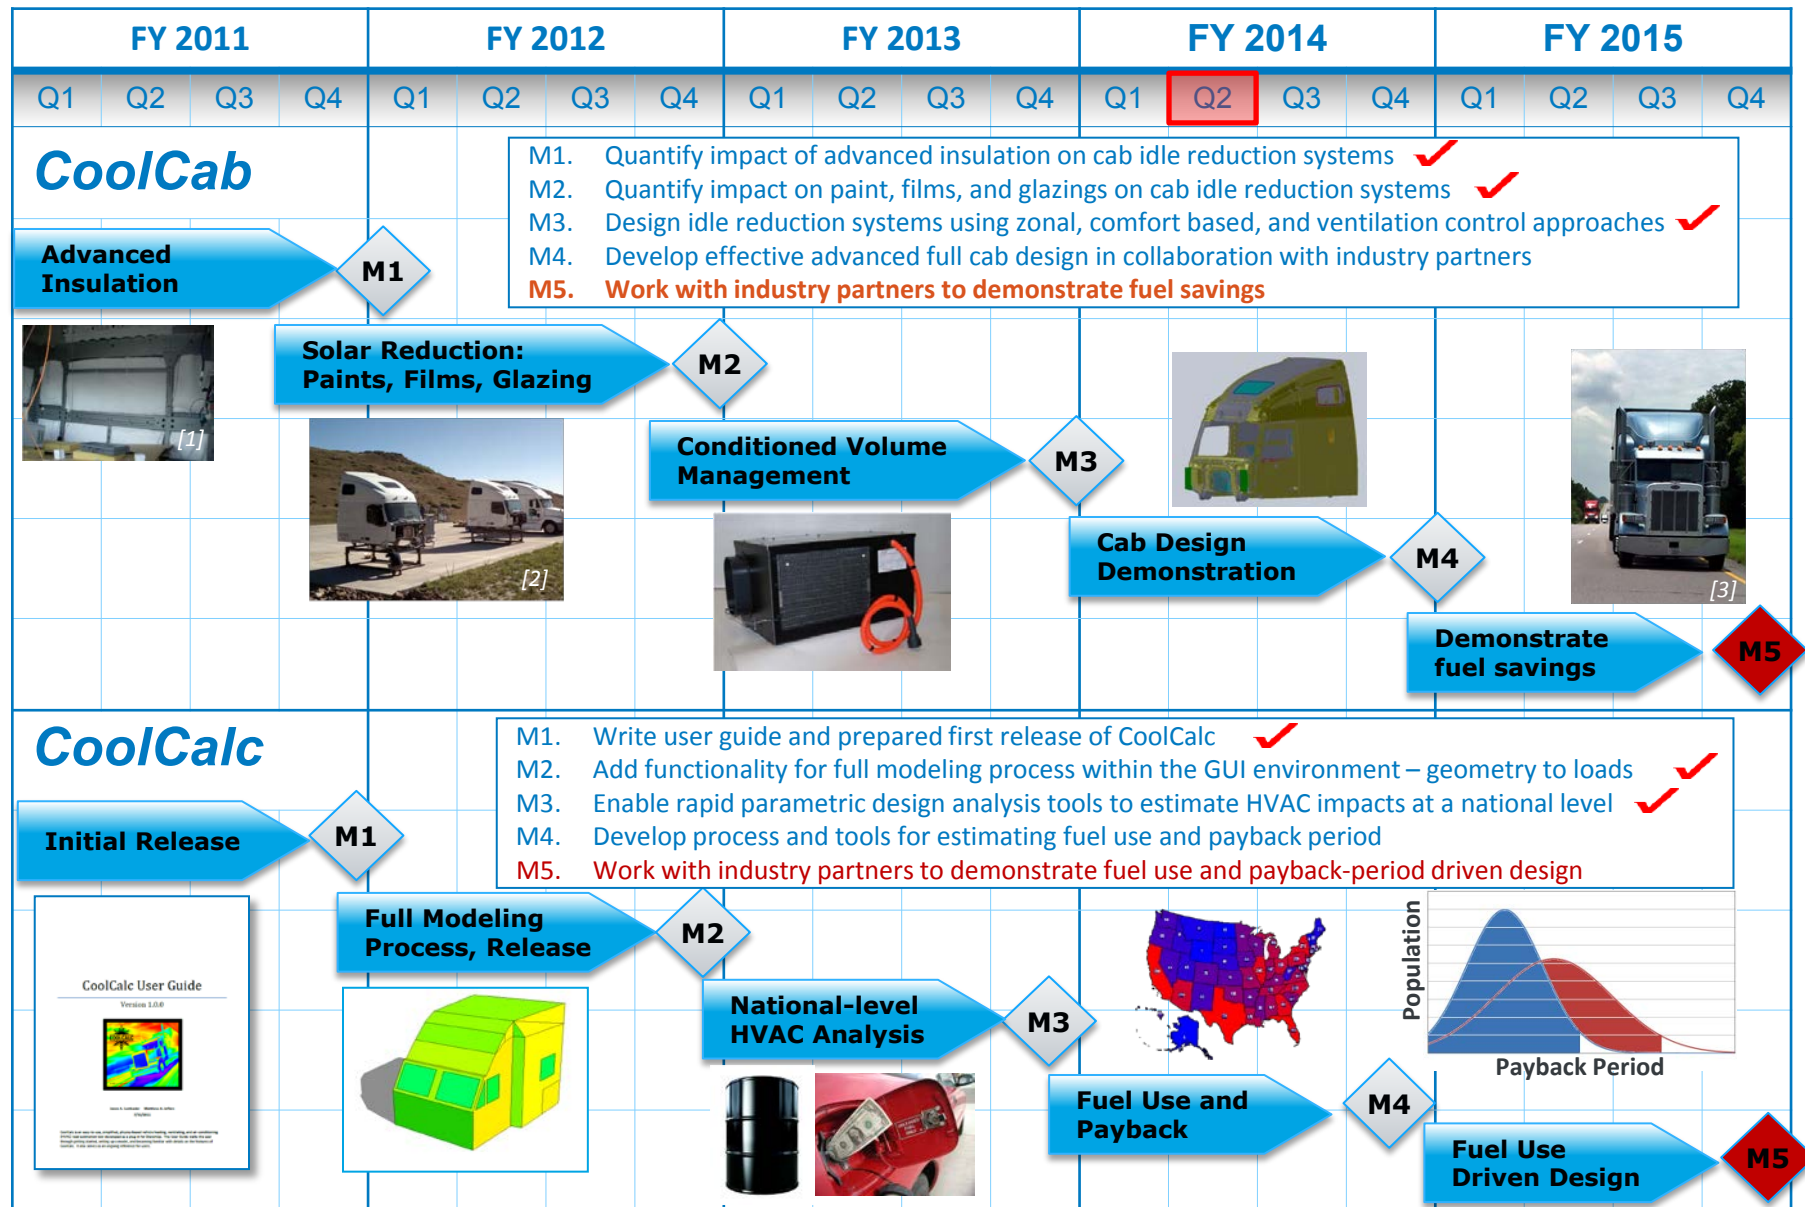 FY 2011 FY 2012 FY 2013 FY 2014 FY 2015
Q1 Q2 Q3 Q4 Q1 Q2 Q3 Q4 Q1 Q2 Q3 Q4 Q1 Q2 Q3 Q4 Q1 Q2 Q3 Q4
CoolCab
M1. Quantify impact of advanced insulation on cab idle reduction systems
M2. Quantify impact on paint, films, and glazings on cab idle reduction systems
M3. Design idle reduction systems using zonal, comfort based, and ventilation control approaches
M4. Develop effective advanced full cab design in collaboration with industry partners
M5. Work with industry partners to demonstrate fuel savings
Advanced
Insulation
M1
[1]
Solar Reduction:
Paints, Films, Glazing
M2
[2]
Conditioned Volume
Management
M3
Cab Design
Demonstration
M4
[3]
Demonstrate
fuel savings
M5
CoolCalc
M1. Write user guide and prepared first release of CoolCalc
M2. Add functionality for full modeling process within the GUI environment – geometry to loads
M3. Enable rapid parametric design analysis tools to estimate HVAC impacts at a national level
M4. Develop process and tools for estimating fuel use and payback period
M5. Work with industry partners to demonstrate fuel use and payback-period driven design
Initial Release
M1
CoolCalc User Guide
Version 1.0.0
Full Modeling
Process, Release
M2
National-level
HVAC Analysis
M3
Population
Payback Period
Fuel Use and
Payback
M4
Fuel Use
Driven Design
M5